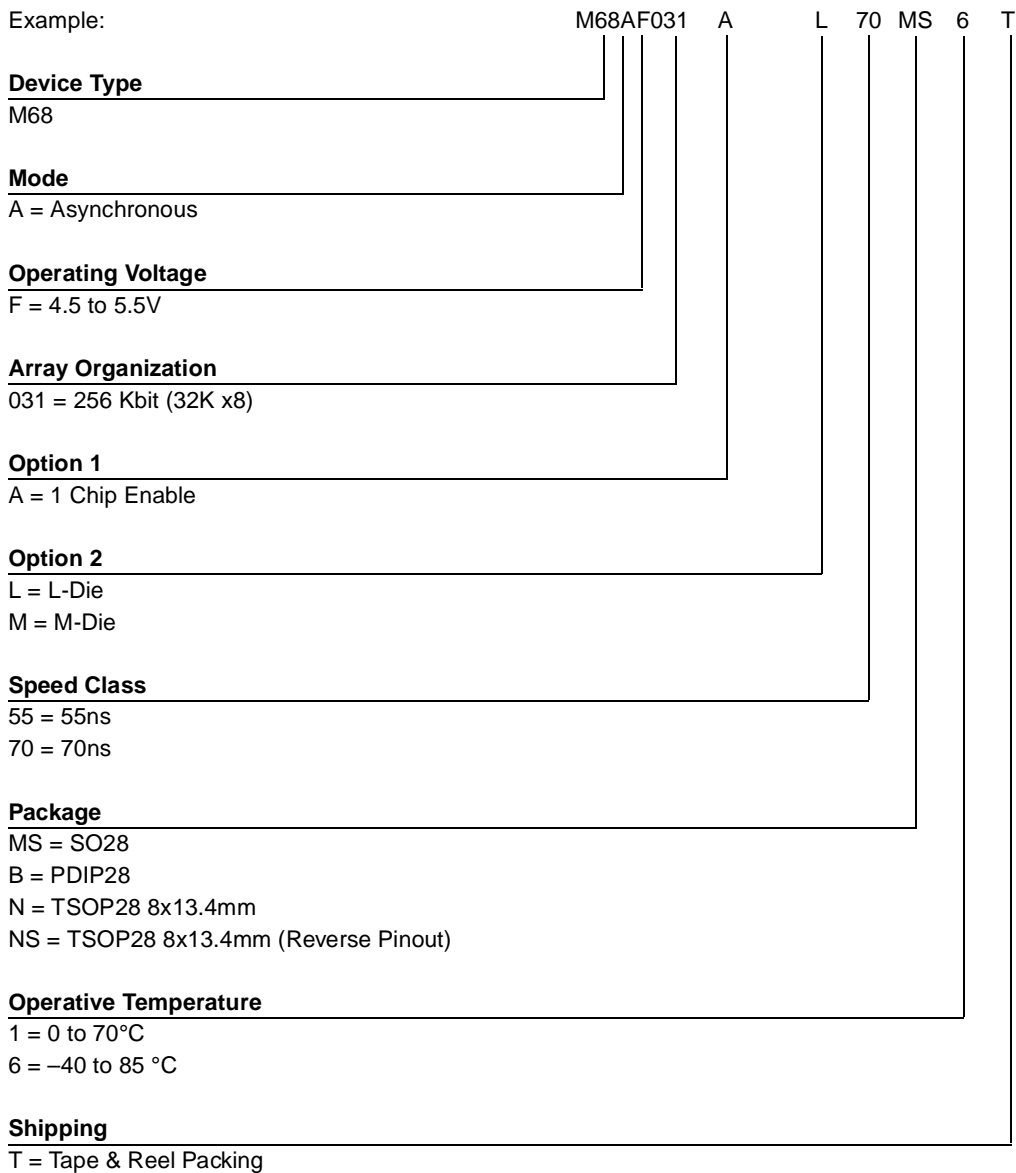 Example: M68AF031 A L 70 MS 6 T
Device Type
M68
Mode
A = Asynchronous
Operating Voltage
F = 4.5 to 5.5V
Array Organization
031 = 256 Kbit (32K x8)
Option 1
A = 1 Chip Enable
Option 2
L = L-Die
M = M-Die
Speed Class
55 = 55ns
70 = 70ns
Package
MS = SO28
B = PDIP28
N = TSOP28 8x13.4mm
NS = TSOP28 8x13.4mm (Reverse Pinout)
Operative Temperature
1 = 0 to 70°C
6 = –40 to 85 °C
Shipping
T = Tape & Reel Packing